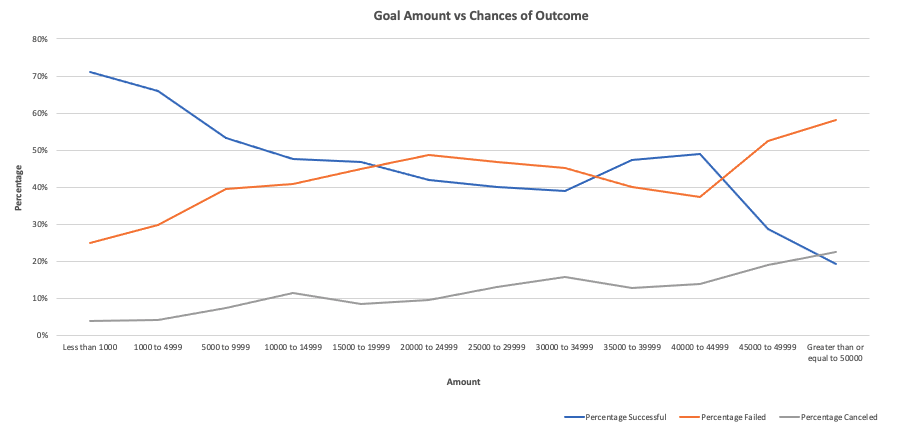 Goal Amount vs Chances of Outcome
80%
70%
60%
50%
40%
30%
20%
10%
0%
Percentage
Less than 1000
1000 to 4999
5000 to 9999
10000 to 14999
15000 to 19999
20000 to 24999
25000 to 29999
30000 to 34999
35000 to 39999
40000 to 44999
45000 to 49999
Greater than or
equal to 50000
Amount
Percentage Successful
Percentage Failed
Percentage Canceled